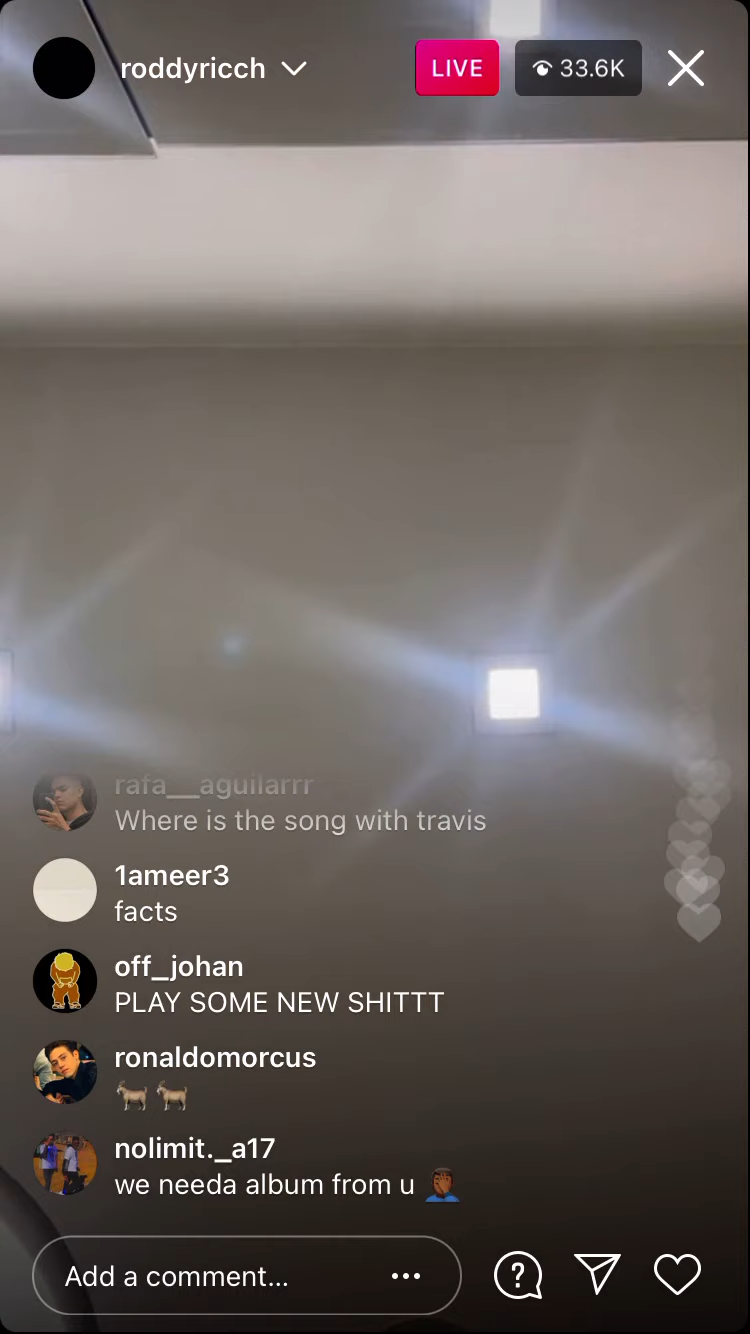 roddyricch
LIVE
33.6K
rafa__aguilarrr
Where is the song with travis
1ameer3
facts
off_johan
PLAY SOME NEW SHITTT
ronaldomorcus
🐐🐐
nolimit._a17
we needa album from u 🤦🏾‍♂️
Add a comment...